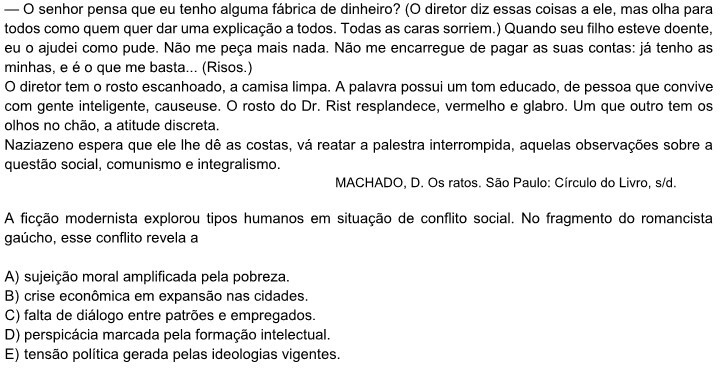 — O senhor pensa que eu tenho alguma fábrica de dinheiro? (O diretor diz essas coisas a ele, mas olha para
todos como quem quer dar uma explicação a todos. Todas as caras sorriem.) Quando seu filho esteve doente,
eu o ajudei como pude. Não me peça mais nada. Não me encarregue de pagar as suas contas: já tenho as
minhas, e é o que me basta... (Risos.)
O diretor tem o rosto escanhoado, a camisa limpa. A palavra possui um tom educado, de pessoa que convive
com gente inteligente, causeuse. O rosto do Dr. Rist resplandece, vermelho e glabro. Um que outro tem os
olhos no chão, a atitude discreta.
Naziazeno espera que ele lhe dê as costas, vá reatar a palestra interrompida, aquelas observações sobre a
questão social, comunismo e integralismo.
MACHADO, D. Os ratos. São Paulo: Círculo do Livro, s/d.
A ficção modernista explorou tipos humanos em situação de conflito social. No fragmento do romancista
gaúcho, esse conflito revela a
A) sujeição moral amplificada pela pobreza.
B) crise econômica em expansão nas cidades.
C) falta de diálogo entre patrões e empregados.
D) perspicácia marcada pela formação intelectual.
E) tensão política gerada pelas ideologias vigentes.